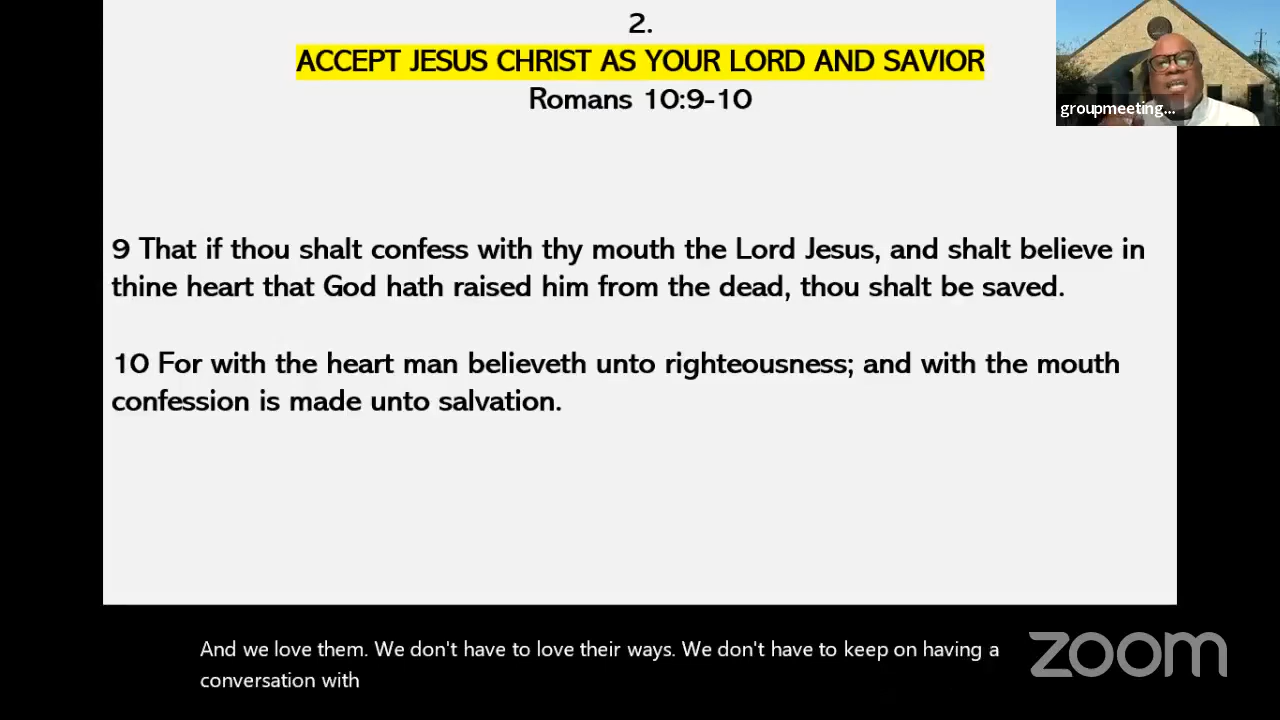 2.
ACCEPT JESUS CHRIST AS YOUR LORD AND SAVIOR
Romans 10:9-10
groupmeeting...
9 That if thou shalt confess with thy mouth the Lord Jesus, and shalt believe in
thine heart that God hath raised him from the dead, thou shalt be saved.
10 For with the heart man believeth unto righteousness; and with the mouth
confession is made unto salvation.
And we love them. We don't have to love their ways. We don't have to keep on having a
conversation with
zoom